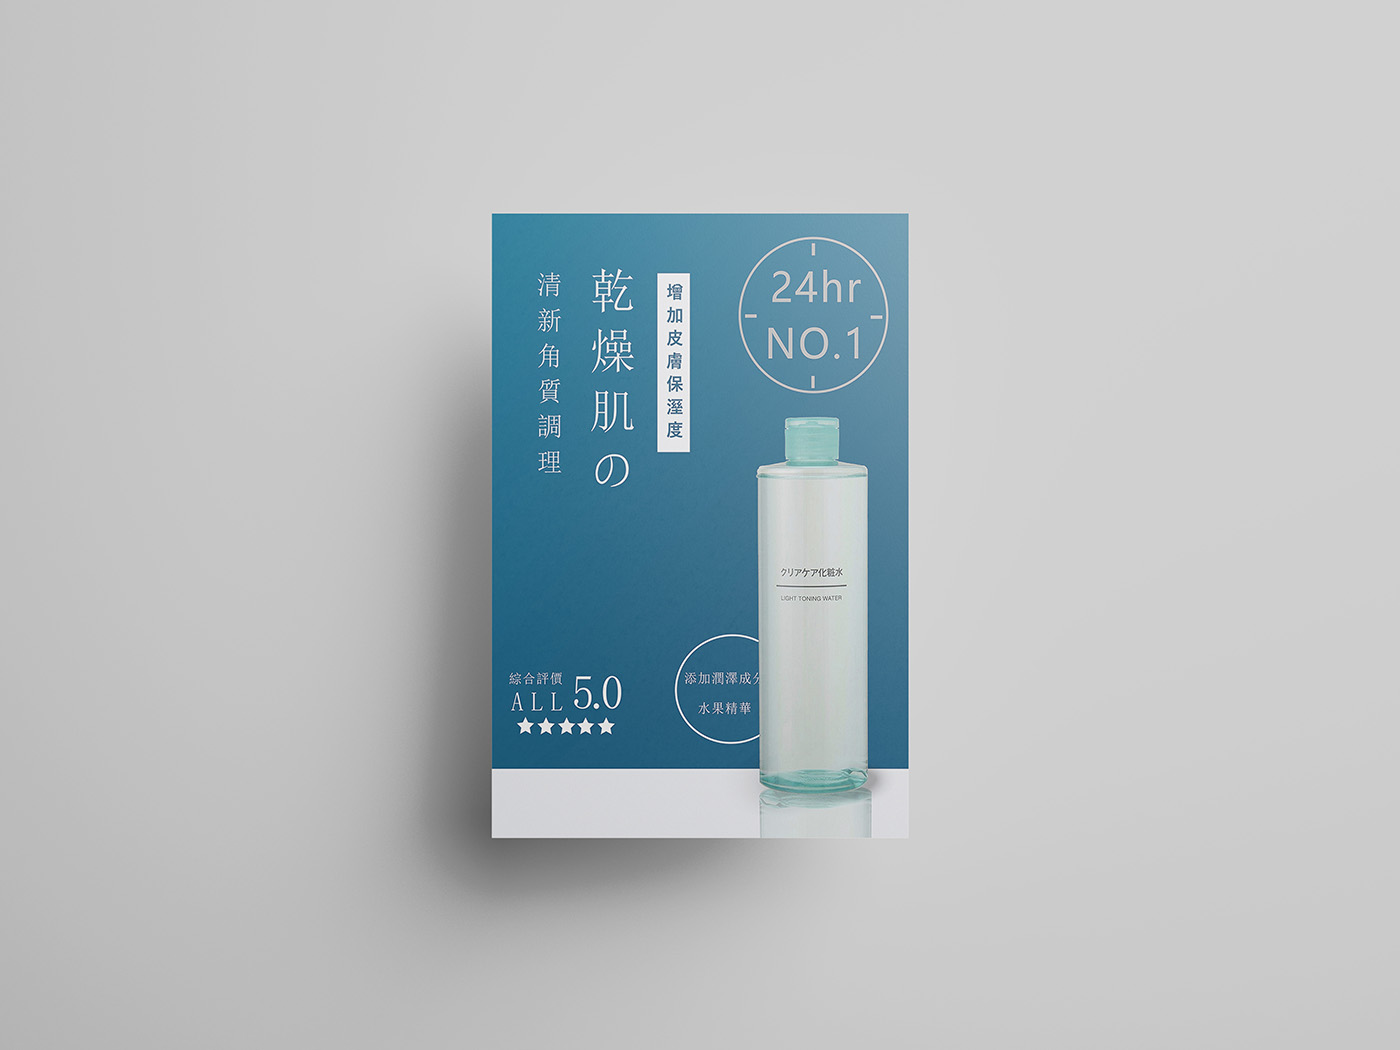 24hr
NO.1
增加皮膚保溼度
乾燥肌の
清新角質調理
クリアケア化粧水
LIGHT TONING WATER
添加潤澤成分
水果精華
綜合評價
ALL 5.0